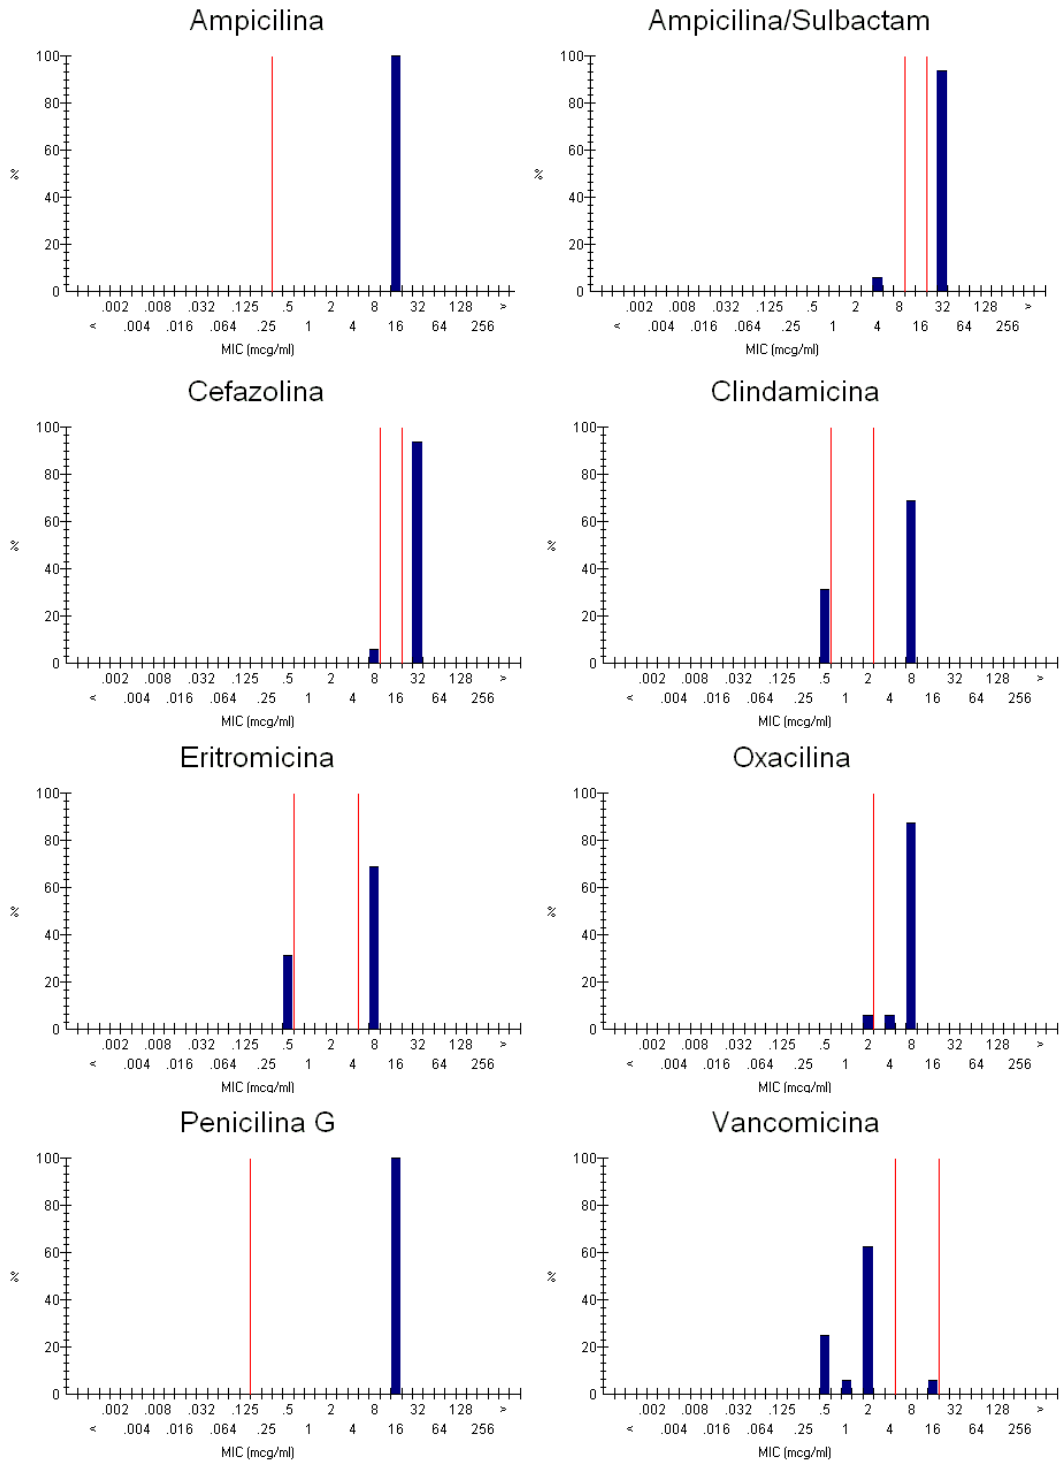 Ampicilina
100
80
60
40
20
0
%
.002 .008 .032 .125 .5 2 8 32 128 >
< .004 .016 .064 .25 1 4 16 64 256
MIC (mcg/ml)
Ampicilina/Sulbactam
100
80
60
40
20
0
%
.002 .008 .032 .125 .5 2 8 32 128 >
< .004 .016 .064 .25 1 4 16 64 256
MIC (mcg/ml)
Cefazolina
100
80
60
40
20
0
%
.002 .008 .032 .125 .5 2 8 32 128 >
< .004 .016 .064 .25 1 4 16 64 256
MIC (mcg/ml)
Clindamicina
100
80
60
40
20
0
%
.002 .008 .032 .125 .5 2 8 32 128 >
< .004 .016 .064 .25 1 4 16 64 256
MIC (mcg/ml)
Eritromicina
100
80
60
40
20
0
%
.002 .008 .032 .125 .5 2 8 32 128 >
< .004 .016 .064 .25 1 4 16 64 256
MIC (mcg/ml)
Oxacilina
100
80
60
40
20
0
%
.002 .008 .032 .125 .5 2 8 32 128 >
< .004 .016 .064 .25 1 4 16 64 256
MIC (mcg/ml)
Penicilina G
100
80
60
40
20
0
%
.002 .008 .032 .125 .5 2 8 32 128 >
< .004 .016 .064 .25 1 4 16 64 256
MIC (mcg/ml)
Vancomicina
100
80
60
40
20
0
%
.002 .008 .032 .125 .5 2 8 32 128 >
< .004 .016 .064 .25 1 4 16 64 256
MIC (mcg/ml)